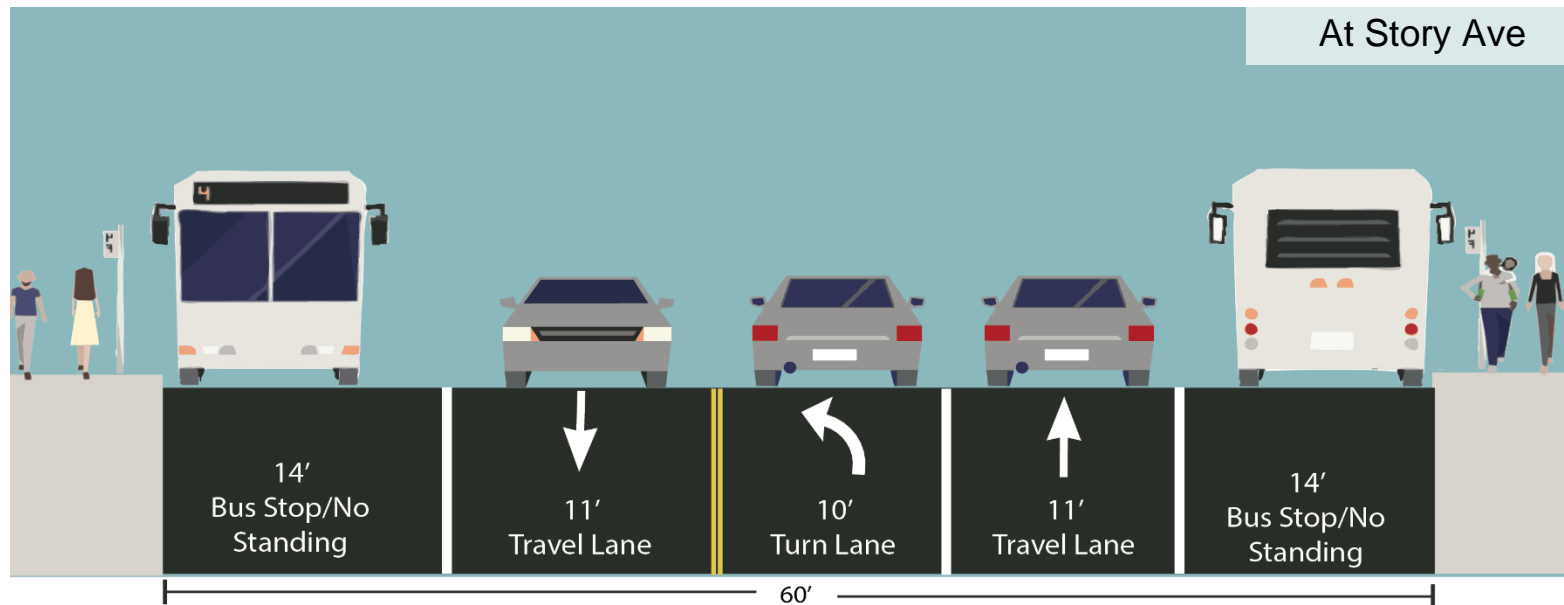 At Story Ave
4
14’
Bus Stop/No
Standing
11’
Travel Lane
10’
Turn Lane
11’
Travel Lane
14’
Bus Stop/No
Standing
60’